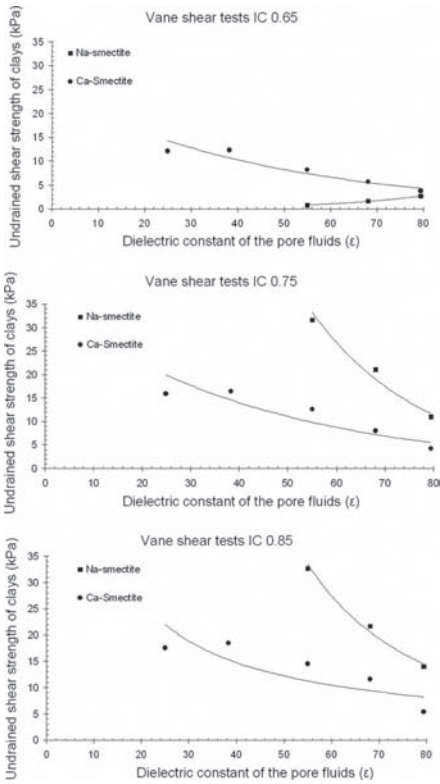 Vane shear tests IC 0.65
Undrained shear strength of clays (kPa)
35
30
25
20
15
10
5
0
Na-smectite
Ca-Smectite
0 10 20 30 40 50 60 70 80
Dielectric constant of the pore fluids (ε)
Vane shear tests IC 0.75
Undrained shear strength of clays (kPa)
35
30
25
20
15
10
5
0
Na-smectite
Ca-Smectite
0 10 20 30 40 50 60 70 80
Dielectric constant of the pore fluids (ε)
Vane shear tests IC 0.85
Undrained shear strength of clays (kPa)
35
30
25
20
15
10
5
0
Na-smectite
Ca-Smectite
0 10 20 30 40 50 60 70 80
Dielectric constant of the pore fluids (ε)